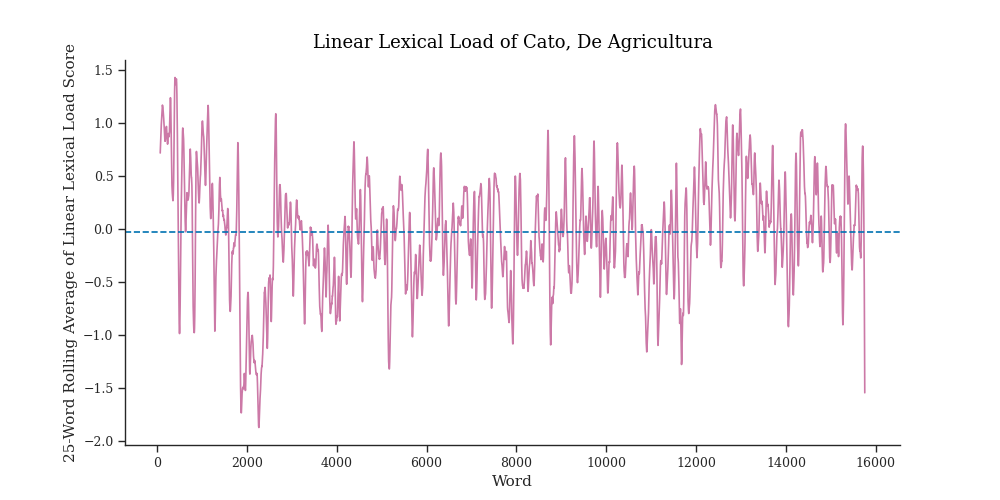 Linear Lexical Load of Cato, De Agricultura
25-Word Rolling Average of Linear Lexical Load Score
1.5
1.0
0.5
0.0
−0.5
−1.0
−1.5
−2.0
0 2000 4000 6000 8000 10000 12000 14000 16000
Word